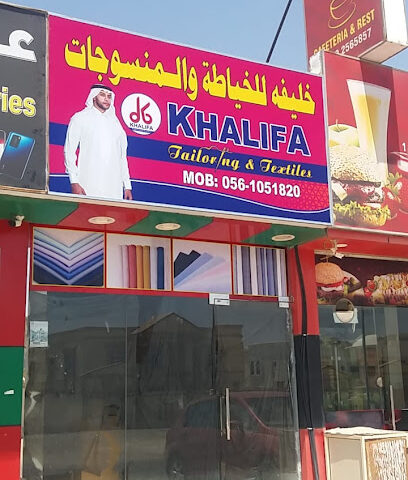 خليفه للخياطة والمنسوجات
KHALIFA
KHALIFA
Tailoring & Textiles
MOB: 056-1051820
CAFETERIA & REST
2565857
ies